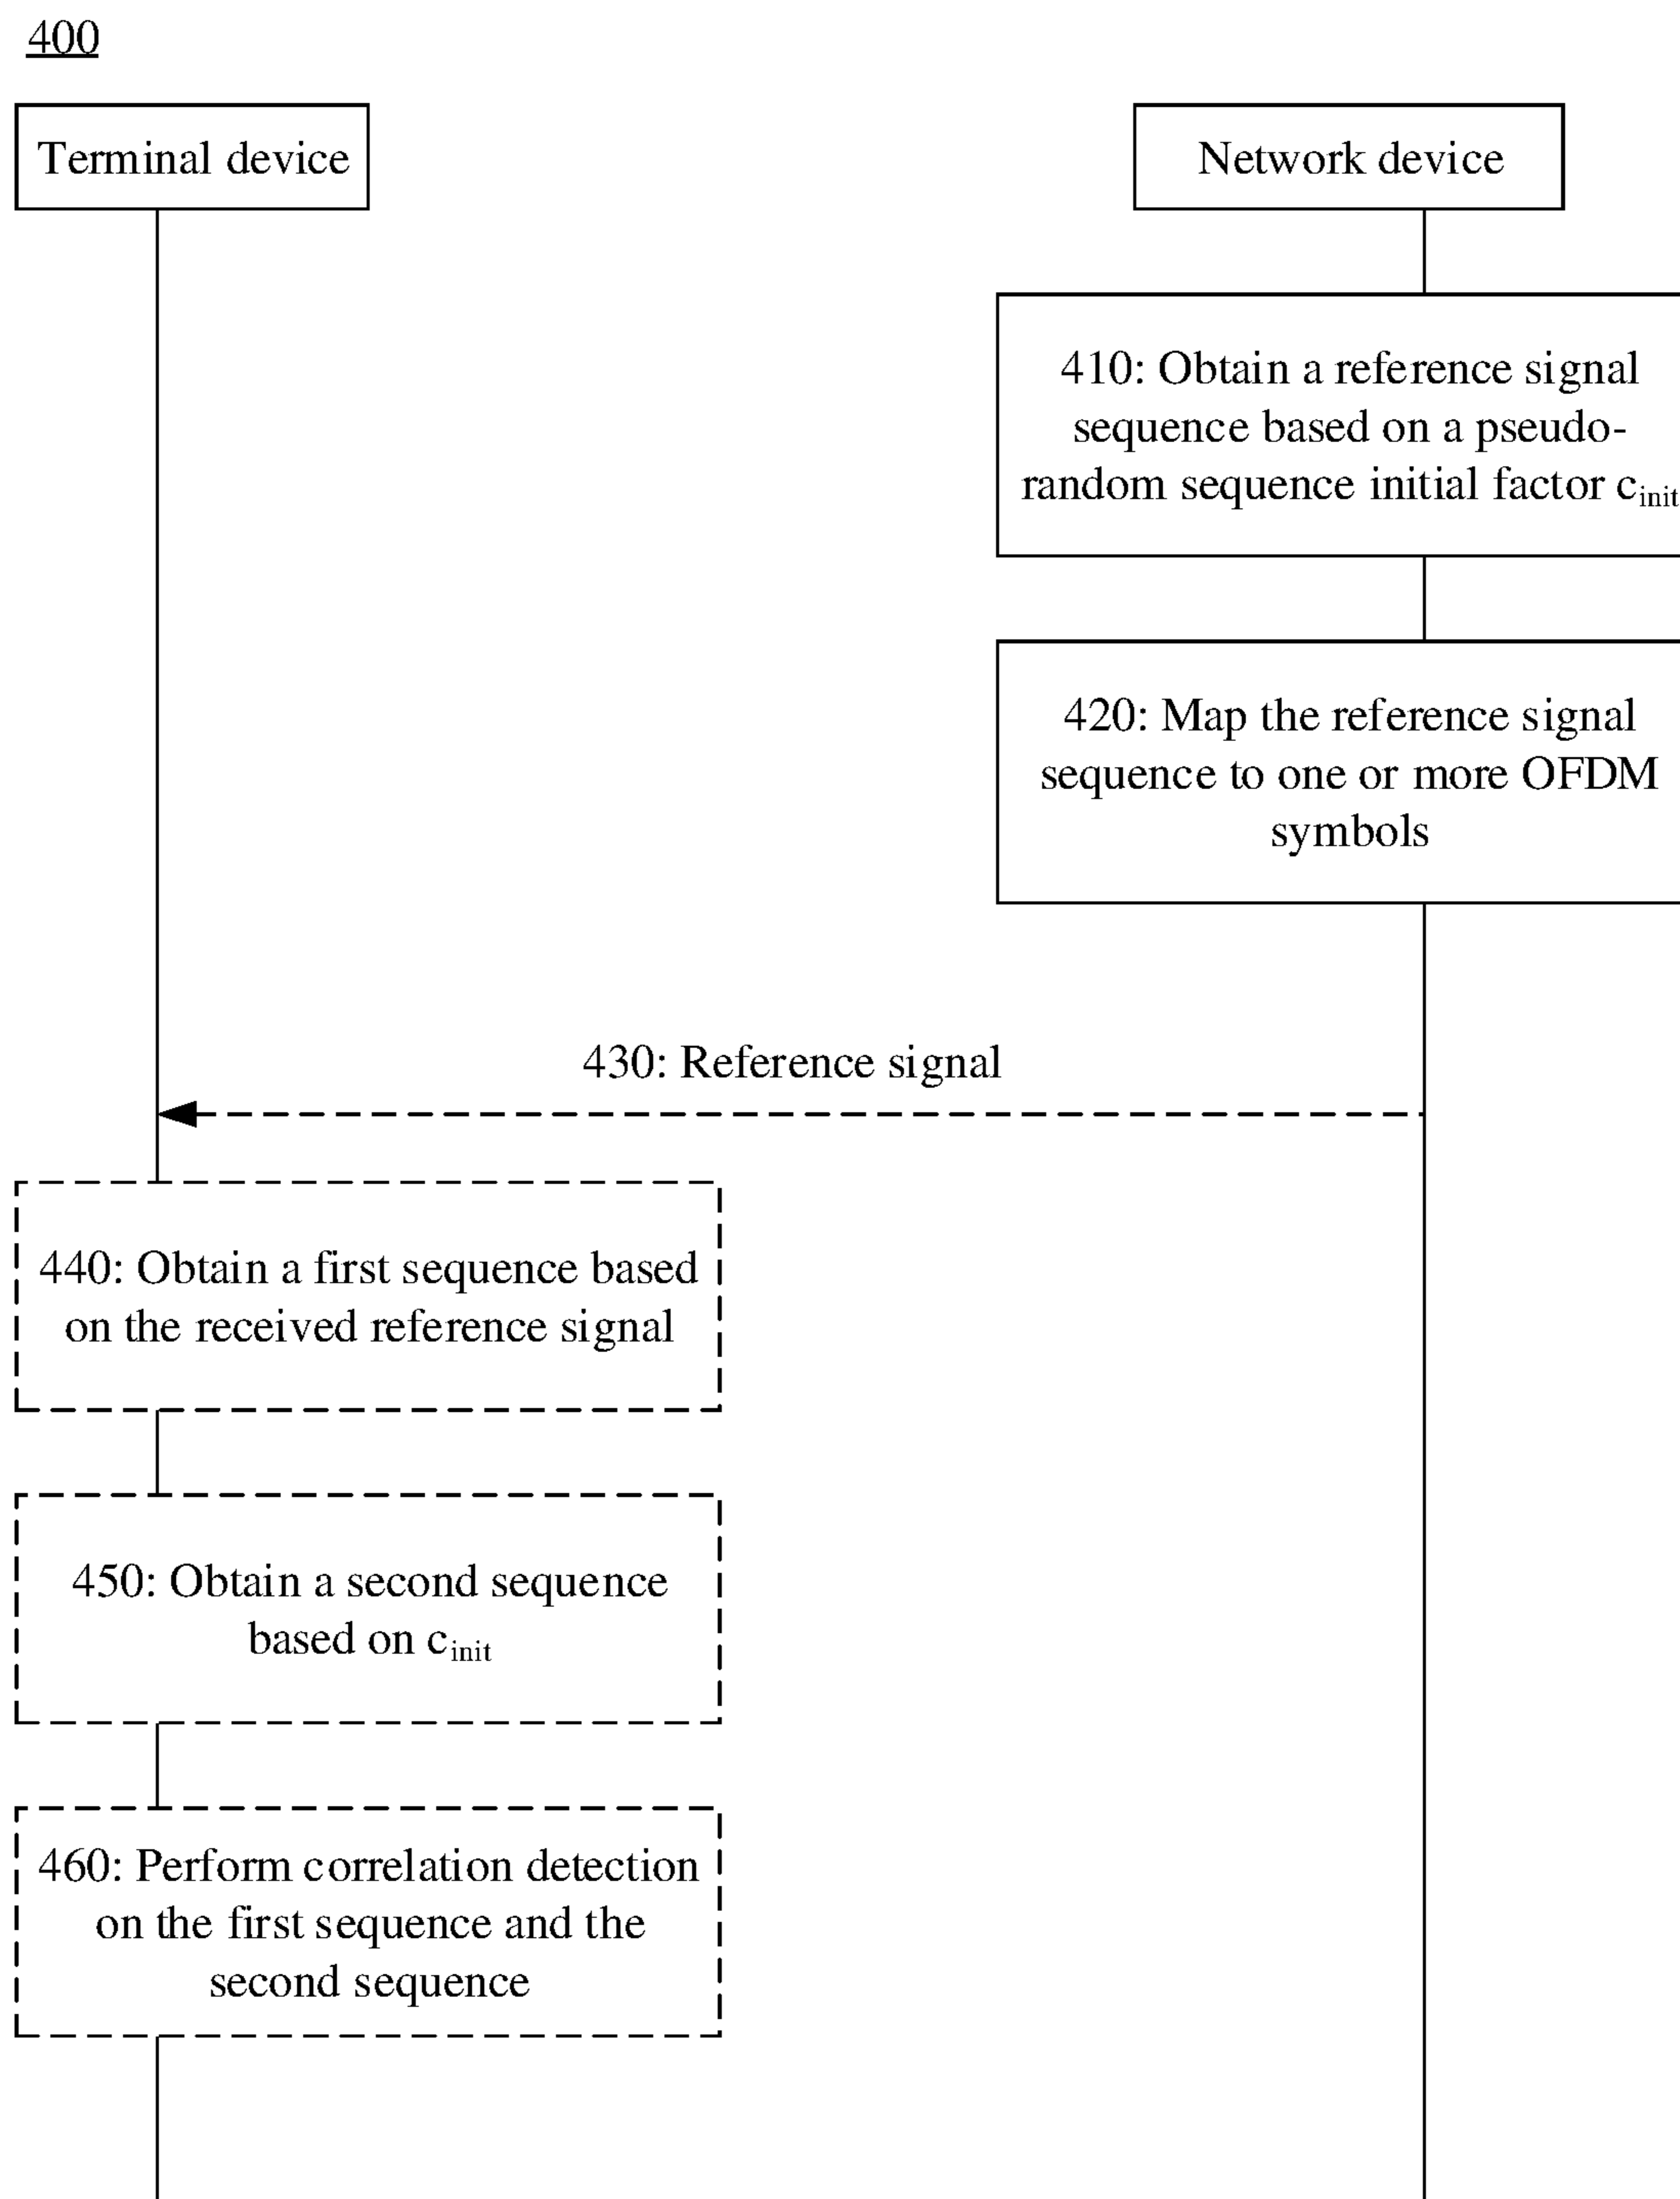 400
Terminal device
Network device
410: Obtain a reference signal
sequence based on a pseudo-
random sequence initial factor cinit
420: Map the reference signal
sequence to one or more OFDM
symbols
430: Reference signal
440: Obtain a first sequence based
on the received reference signal
450: Obtain a second sequence
based on cinit
460: Perform correlation detection
on the first sequence and the
second sequence